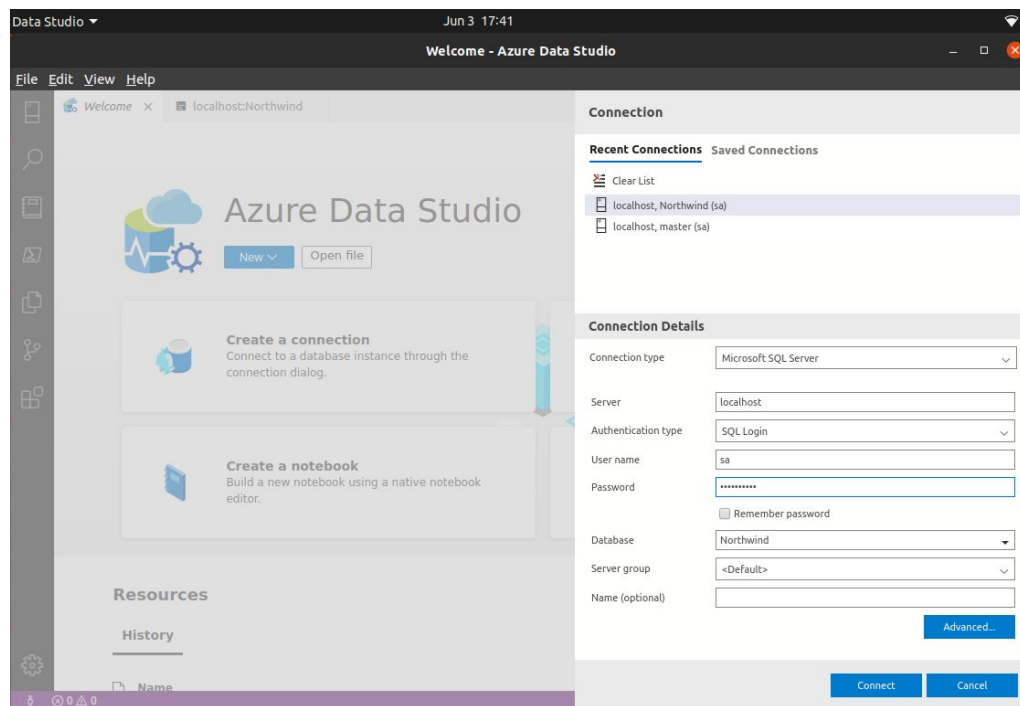 Data Studio
Jun 3 17:41
Welcome - Azure Data Studio
File Edit View Help
Welcome
localhost:Northwind
Azure Data Studio
New
Open file
Create a connection
Connect to a database instance through the
connection dialog.
Create a notebook
Build a new notebook using a native notebook
editor.
Resources
History
Name
0 0
Connection
Recent Connections Saved Connections
Clear List
localhost, Northwind (sa)
localhost, master (sa)
Connection Details
Connection type Microsoft SQL Server
Server localhost
Authentication type SQL Login
User name sa
Password ••••••••••
Remember password
Database Northwind
Server group <Default>
Name (optional)
Advanced...
Connect Cancel